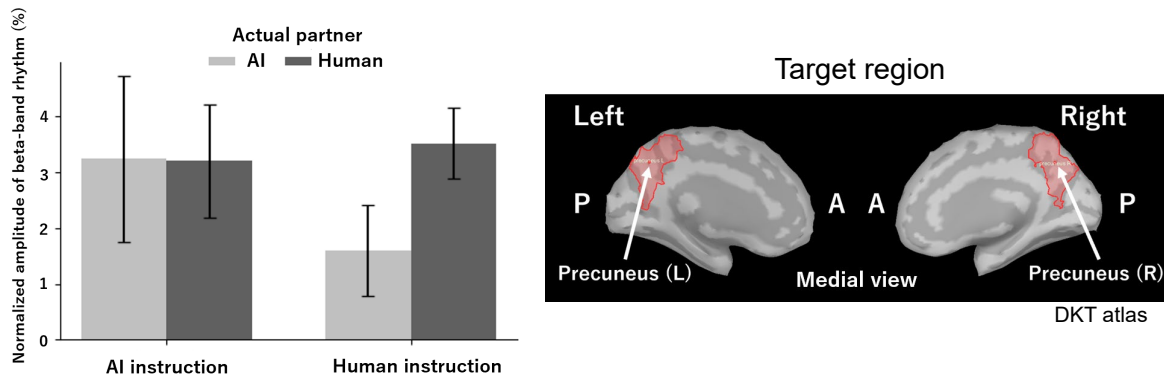 Normalized amplitude of beta-band rhythm (%)
Actual partner
AI Human
4
3
2
1
0
AI instruction Human instruction
Target region
Left Right
precuneus L
P A A P
Precuneus (L) Precuneus (R)
Medial view
DKT atlas